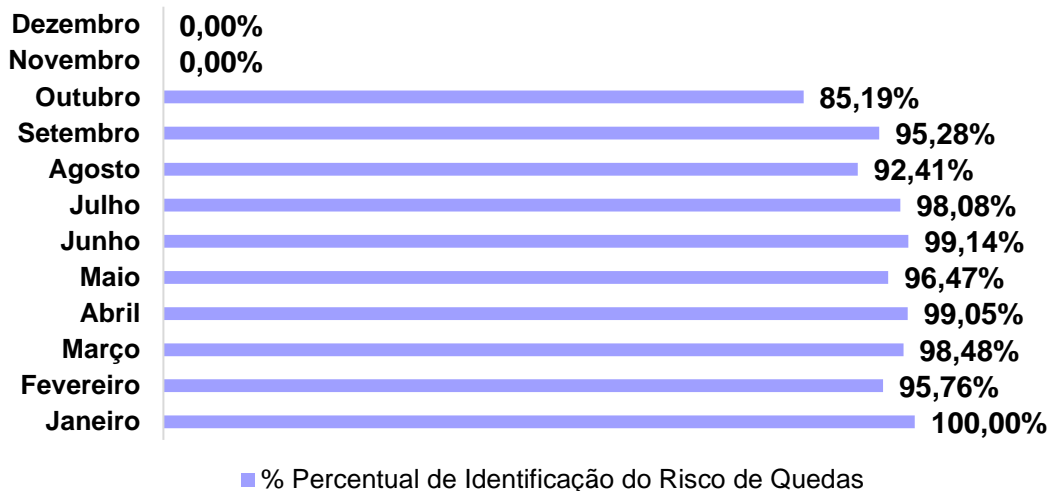 Dezembro 0,00%
Novembro 0,00%
Outubro 85,19%
Setembro 95,28%
Agosto 92,41%
Julho 98,08%
Junho 99,14%
Maio 96,47%
Abril 99,05%
Março 98,48%
Fevereiro 95,76%
Janeiro 100,00%
% Percentual de Identificação do Risco de Quedas